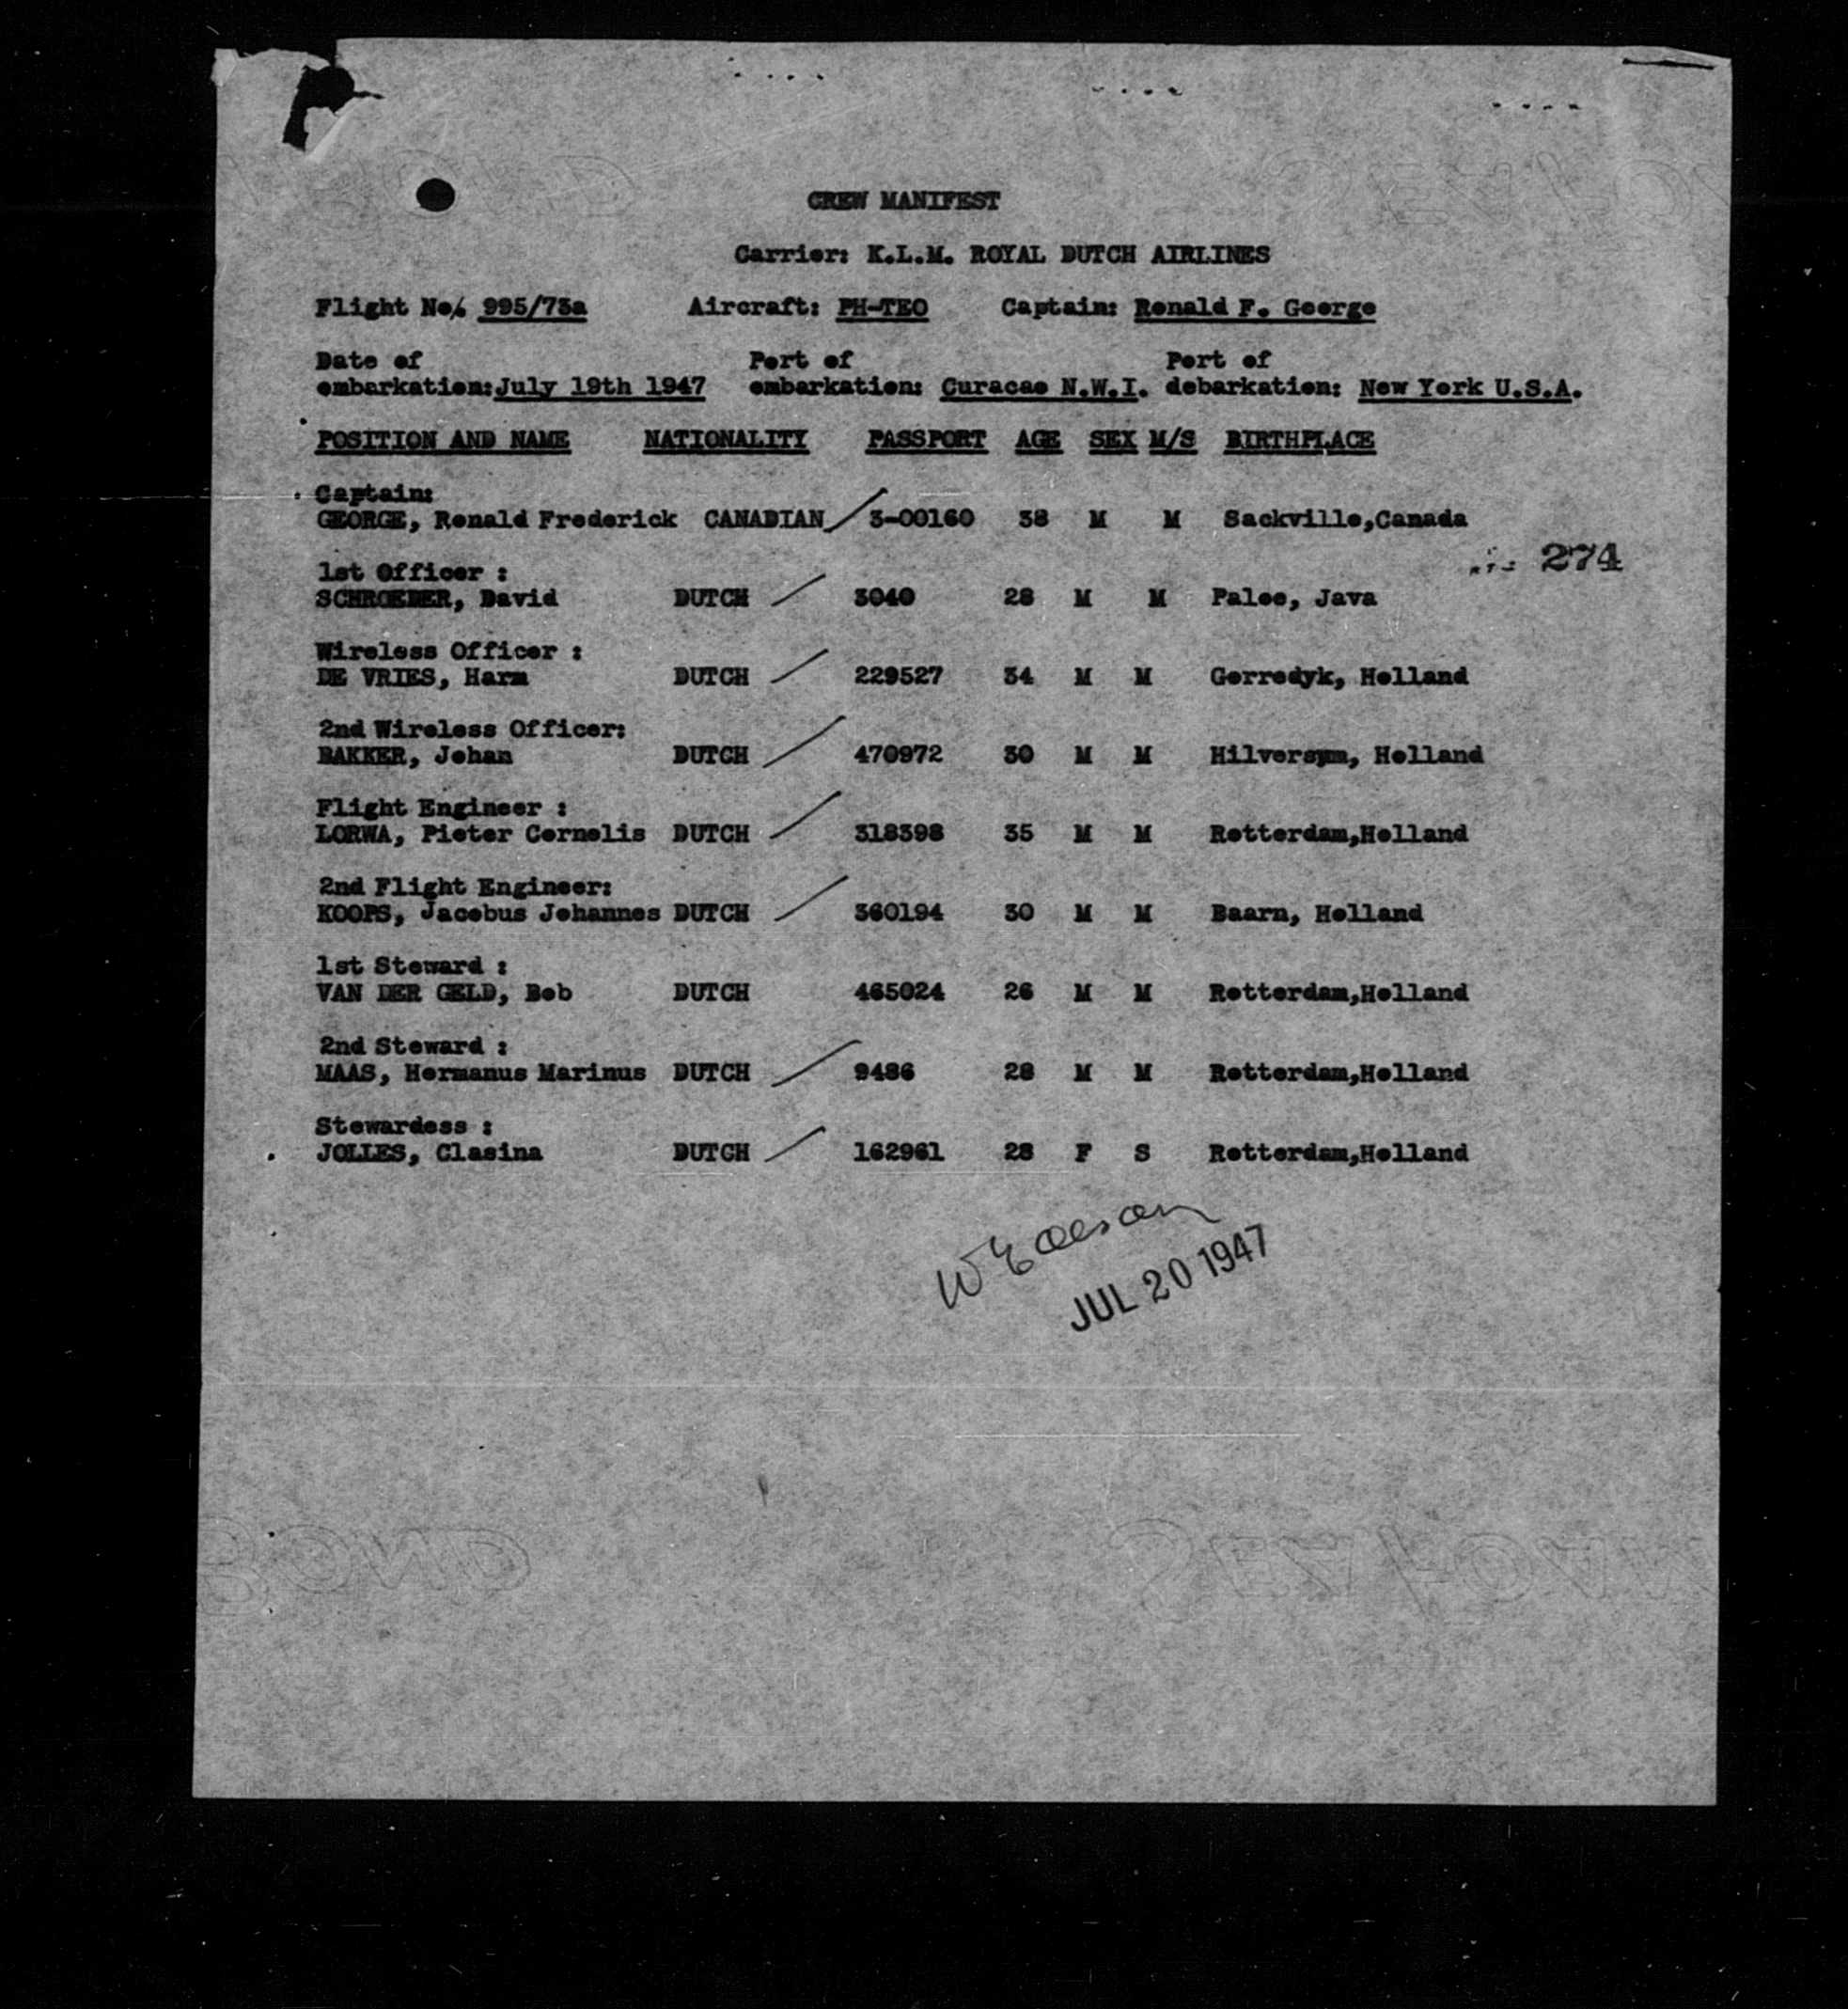 CREW MANIFEST
Carrier: K.L.M. ROYAL DUTCH AIRLINES
Flight No. 995/73a Aircraft: PH-TEO Captain: Ronald F. George
Date of Port of Port of
embarkation: July 19th 1947 embarkation: Curacao N.W.I. debarkation: New York U.S.A.
POSITION AND NAME NATIONALITY PASSPORT AGE SEX M/S BIRTHPLACE
Captain:
GEORGE, Ronald Frederick CANADIAN 3-00160 38 M M Sackville,Canada
274
1st Officer :
SCHROEDER, David DUTCH 3040 28 M M Paloe, Java
Wireless Officer :
DE VRIES, Harm DUTCH 229527 34 M M Gorredyk, Holland
2nd Wireless Officer:
BAKKER, Johan DUTCH 470972 30 M M Hilversum, Holland
Flight Engineer :
LORWA, Pieter Cornelis DUTCH 318398 35 M M Rotterdam,Holland
2nd Flight Engineer:
KOOPS, Jacobus Johannes DUTCH 360194 30 M M Baarn, Holland
1st Steward :
VAN DER GELD, Bob DUTCH 465024 26 M M Rotterdam,Holland
2nd Steward :
MAAS, Hermanus Marinus DUTCH 9486 28 M M Rotterdam,Holland
Stewardess :
JOLLES, Clasina DUTCH 162961 28 F S Rotterdam,Holland
JUL 20 1947
BOND SEAFOAM